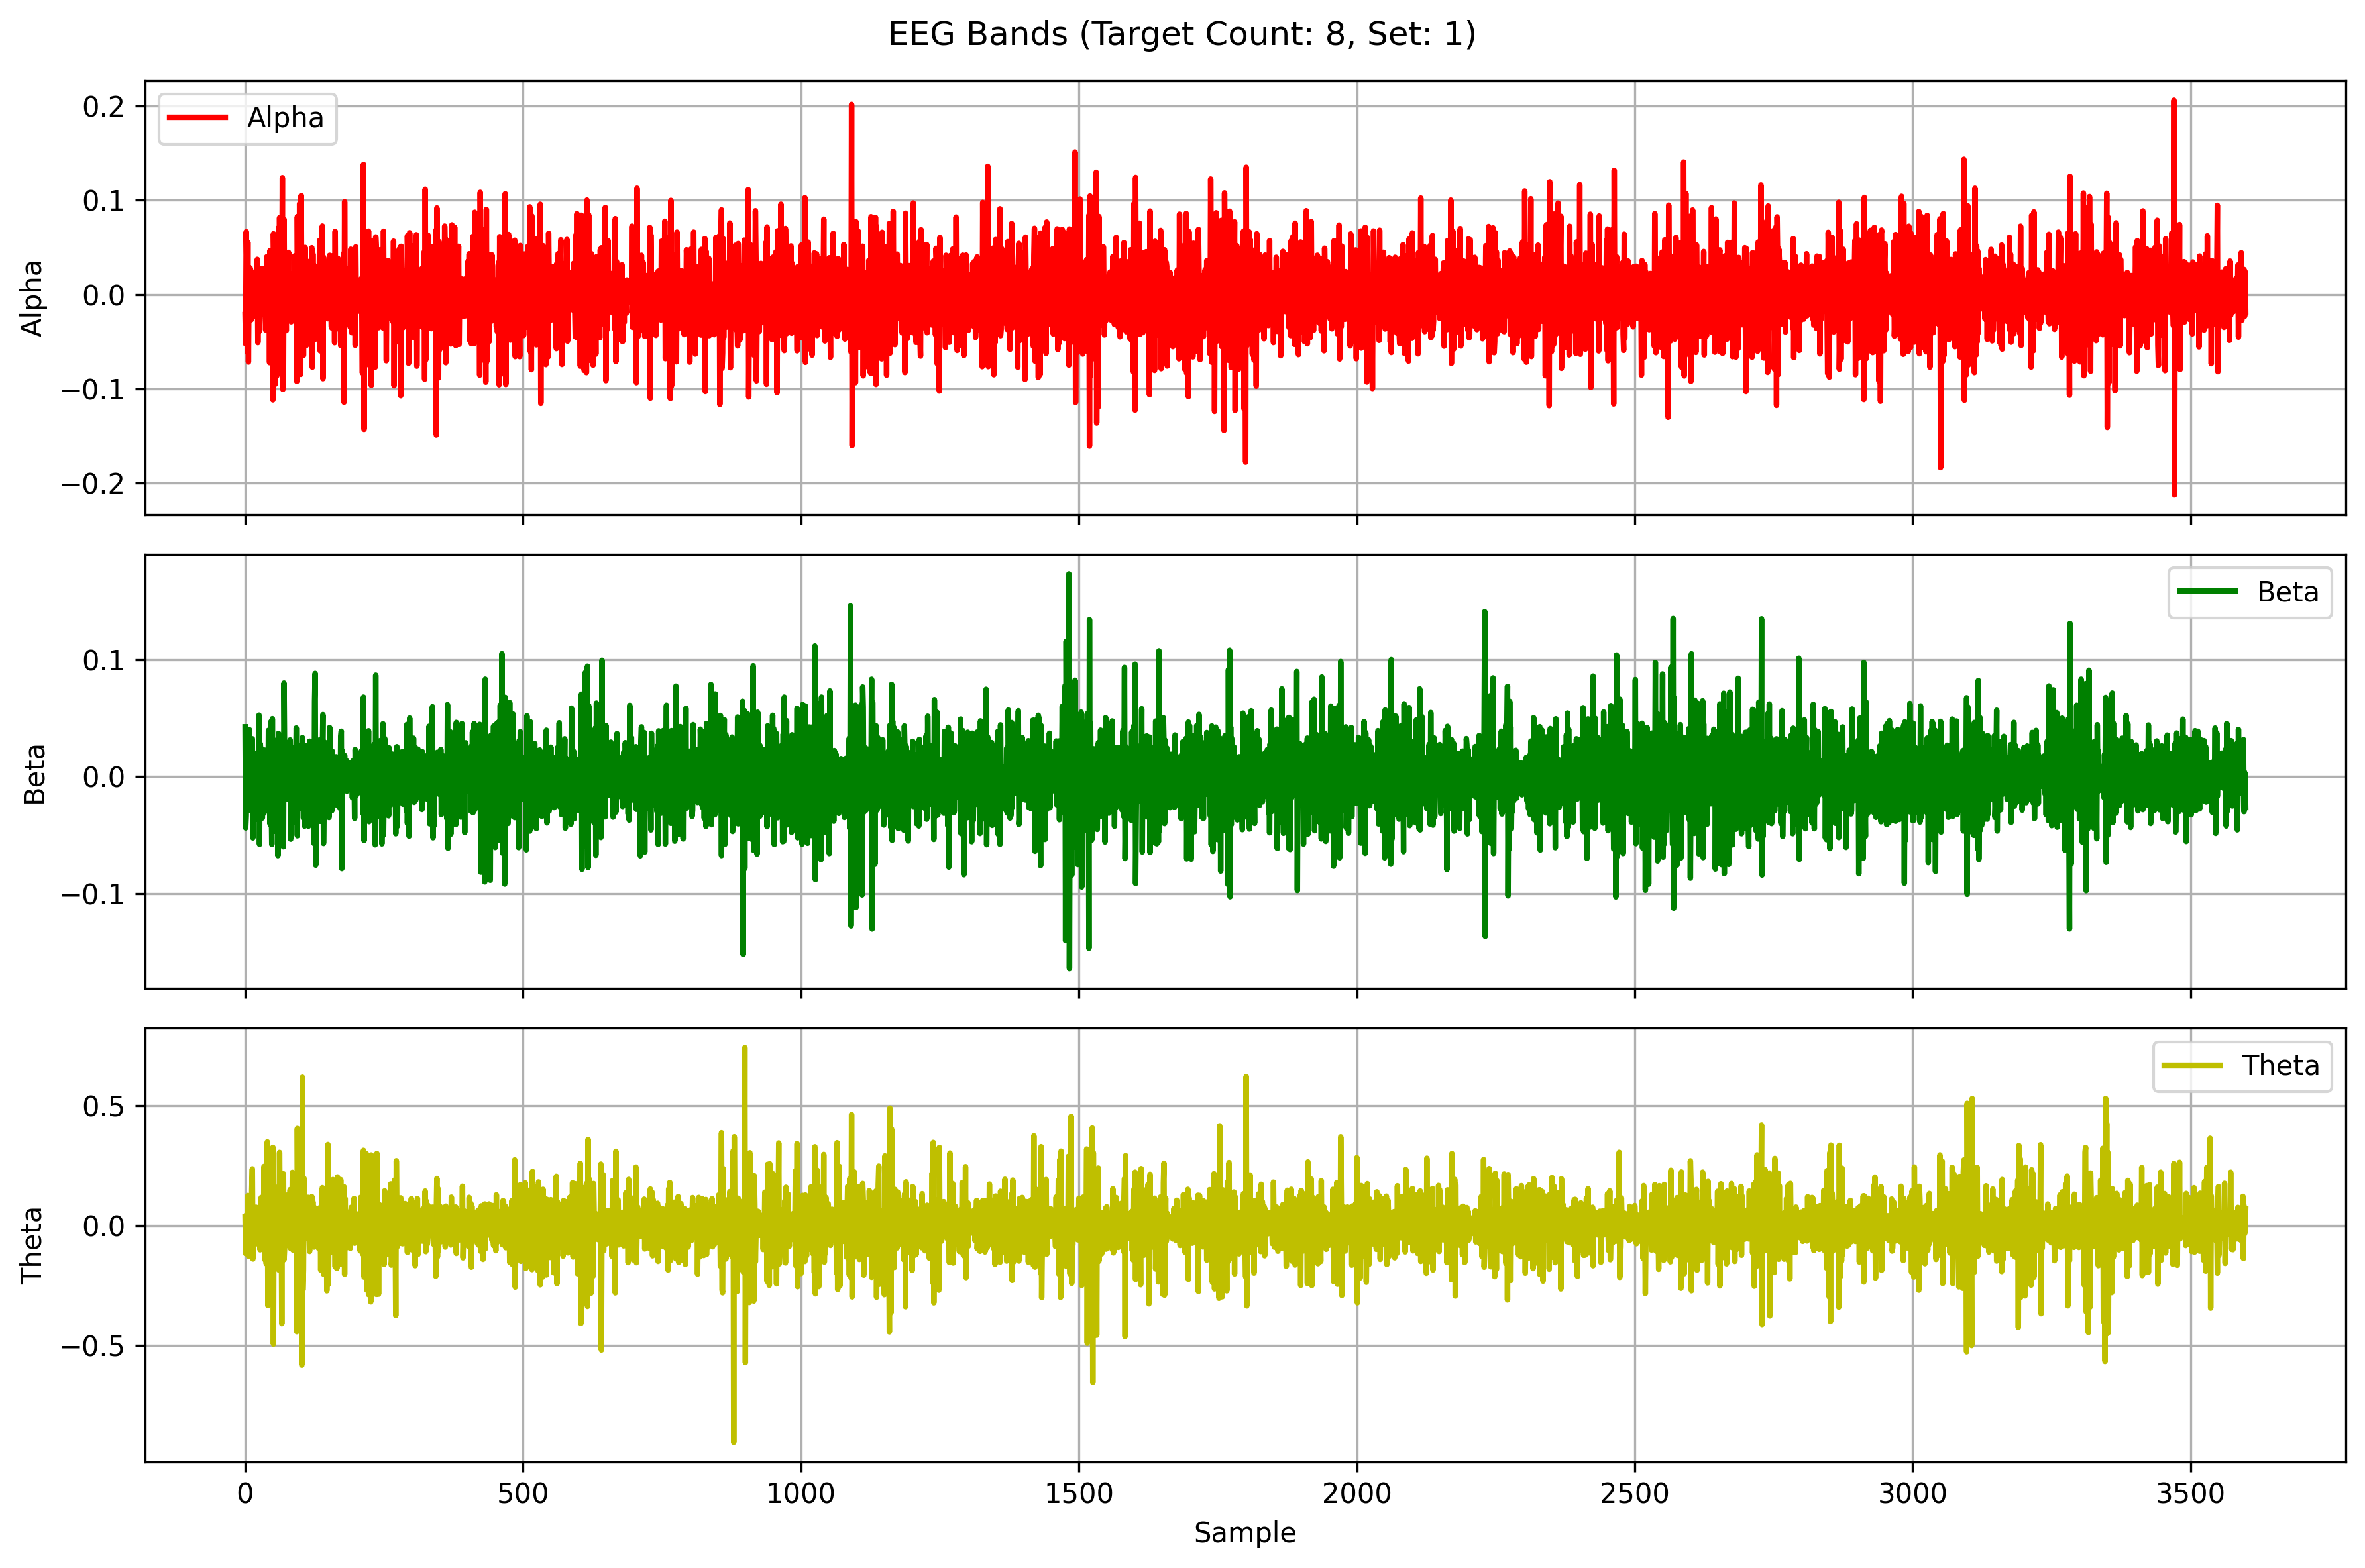 EEG Bands (Target Count: 8, Set: 1)
Alpha
0.2
0.1
0.0
−0.1
−0.2
Alpha
Beta
0.1
0.0
−0.1
Beta
Theta
0.5
0.0
−0.5
Theta
0 500 1000 1500 2000 2500 3000 3500
Sample